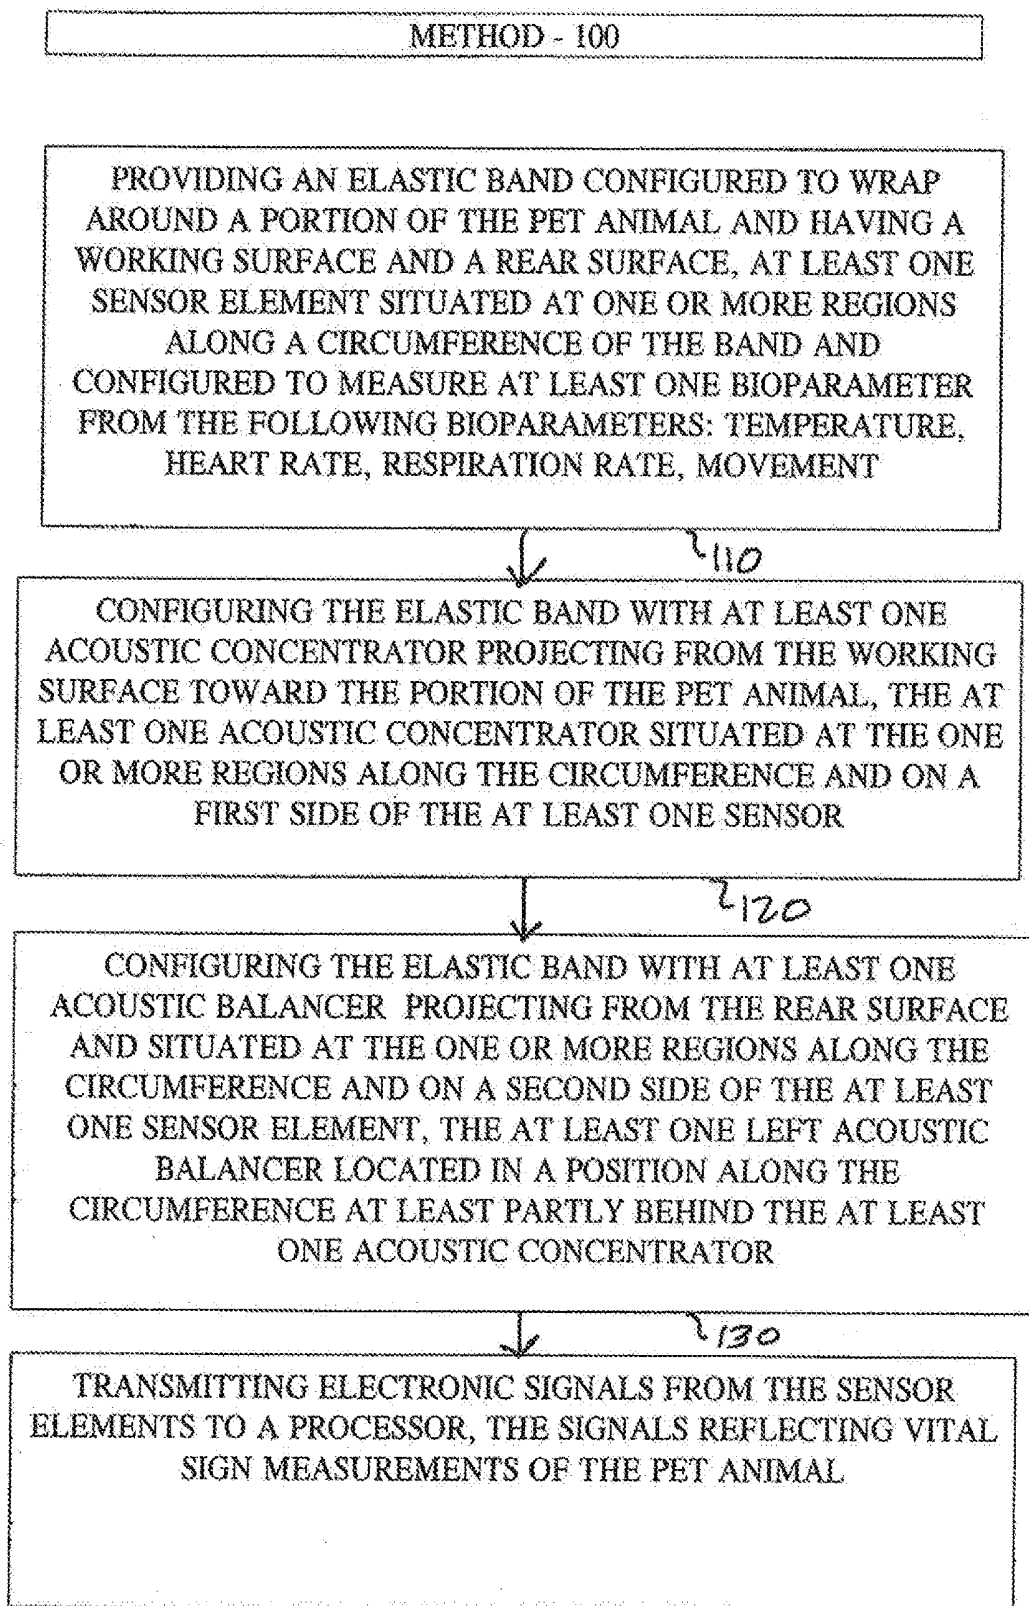 METHOD - 100
PROVIDING AN ELASTIC BAND CONFIGURED TO WRAP
AROUND A PORTION OF THE PET ANIMAL AND HAVING A
WORKING SURFACE AND A REAR SURFACE, AT LEAST ONE
SENSOR ELEMENT SITUATED AT ONE OR MORE REGIONS
ALONG A CIRCUMFERENCE OF THE BAND AND
CONFIGURED TO MEASURE AT LEAST ONE BIOPARAMETER
FROM THE FOLLOWING BIOPARAMETERS: TEMPERATURE,
HEART RATE, RESPIRATION RATE, MOVEMENT
110
CONFIGURING THE ELASTIC BAND WITH AT LEAST ONE
ACOUSTIC CONCENTRATOR PROJECTING FROM THE WORKING
SURFACE TOWARD THE PORTION OF THE PET ANIMAL, THE AT
LEAST ONE ACOUSTIC CONCENTRATOR SITUATED AT THE ONE
OR MORE REGIONS ALONG THE CIRCUMFERENCE AND ON A
FIRST SIDE OF THE AT LEAST ONE SENSOR
120
CONFIGURING THE ELASTIC BAND WITH AT LEAST ONE
ACOUSTIC BALANCER PROJECTING FROM THE REAR SURFACE
AND SITUATED AT THE ONE OR MORE REGIONS ALONG THE
CIRCUMFERENCE AND ON A SECOND SIDE OF THE AT LEAST
ONE SENSOR ELEMENT, THE AT LEAST ONE LEFT ACOUSTIC
BALANCER LOCATED IN A POSITION ALONG THE
CIRCUMFERENCE AT LEAST PARTLY BEHIND THE AT LEAST
ONE ACOUSTIC CONCENTRATOR
130
TRANSMITTING ELECTRONIC SIGNALS FROM THE SENSOR
ELEMENTS TO A PROCESSOR, THE SIGNALS REFLECTING VITAL
SIGN MEASUREMENTS OF THE PET ANIMAL